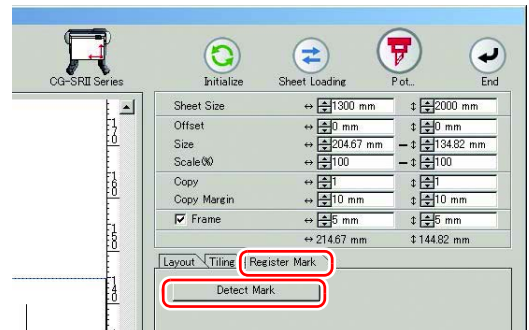 CG-SRII Series
Initialize Sheet Loading Pot... End
Sheet Size ↔ 1300 mm ↕ 2000 mm
Offset ↔ 0 mm ↕ 0 mm
Size ↔ 204.67 mm ↕ 134.82 mm
Scale(%) ↔ 100 ↕ 100
Copy ↔ 1 ↕ 1
Copy Margin ↔ 10 mm ↕ 10 mm
Frame ↔ 5 mm ↕ 5 mm
↔ 214.67 mm ↕ 144.82 mm
Layout Tiling Register Mark
Detect Mark